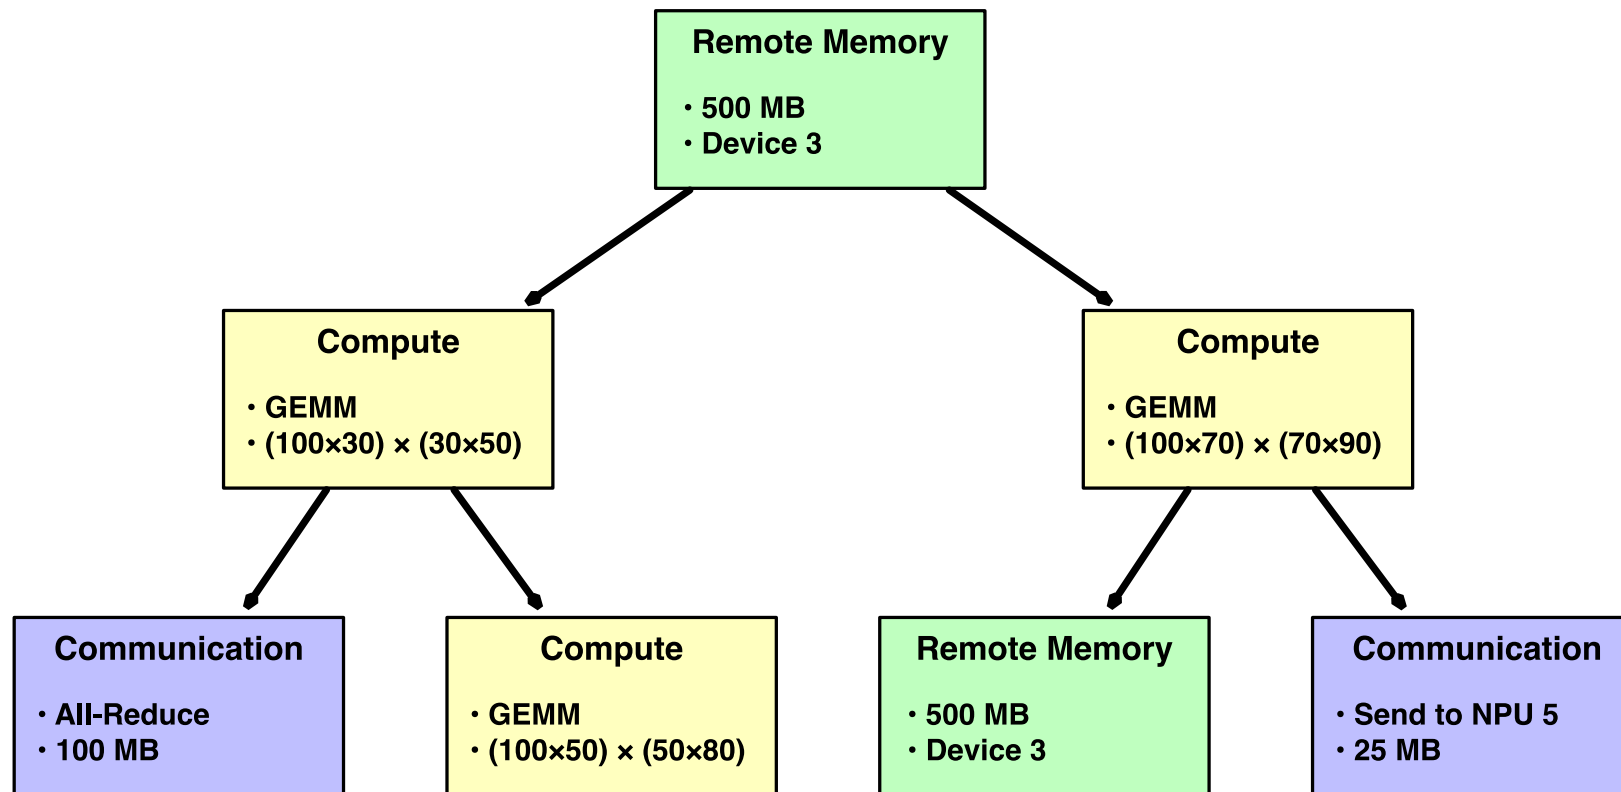 Remote Memory
· 500 MB
· Device 3
Compute
· GEMM
· (100×30) × (30×50)
Compute
· GEMM
· (100×70) × (70×90)
Communication
· All-Reduce
· 100 MB
Compute
· GEMM
· (100×50) × (50×80)
Remote Memory
· 500 MB
· Device 3
Communication
· Send to NPU 5
· 25 MB